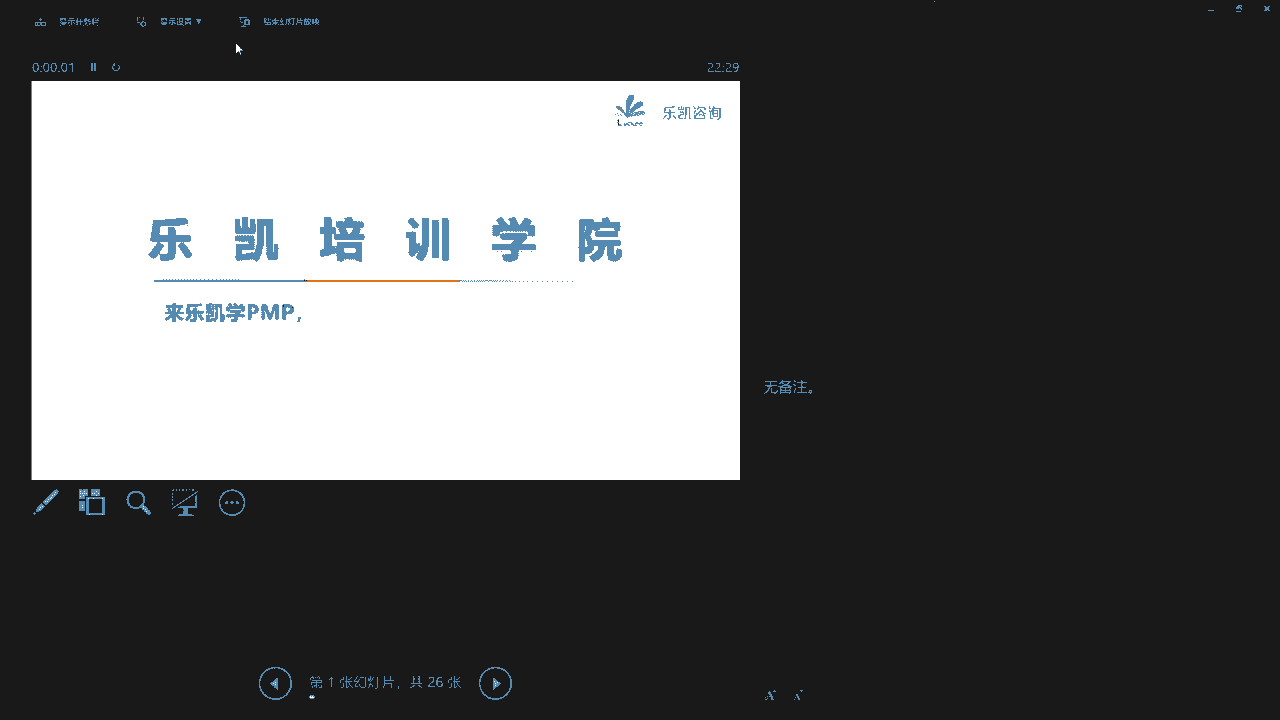 显示任务栏 显示设置 ▼ 结束幻灯片放映
0:00.01 22:29
乐凯咨询
乐凯培训学院
来乐凯学PMP,
无备注。
第 1 张幻灯片，共 26 张
A A